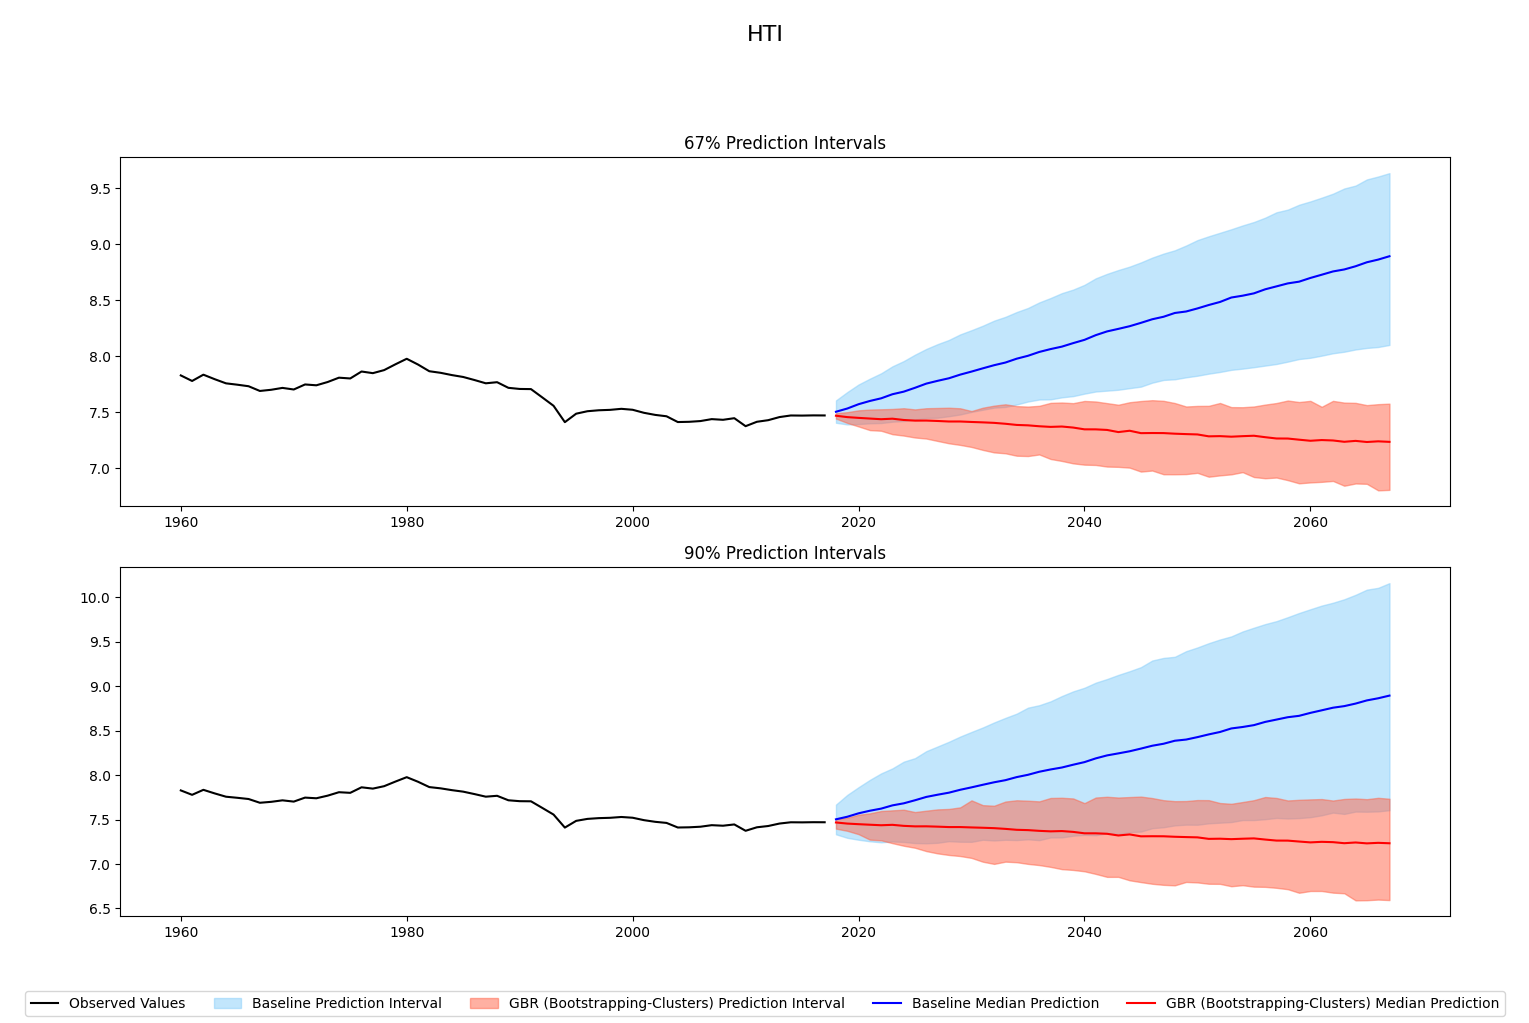 HTI
67% Prediction Intervals
9.5
9.0
8.5
8.0
7.5
7.0
1960 1980 2000 2020 2040 2060
90% Prediction Intervals
10.0
9.5
9.0
8.5
8.0
7.5
7.0
6.5
1960 1980 2000 2020 2040 2060
Observed Values Baseline Prediction Interval GBR (Bootstrapping-Clusters) Prediction Interval Baseline Median Prediction GBR (Bootstrapping-Clusters) Median Prediction